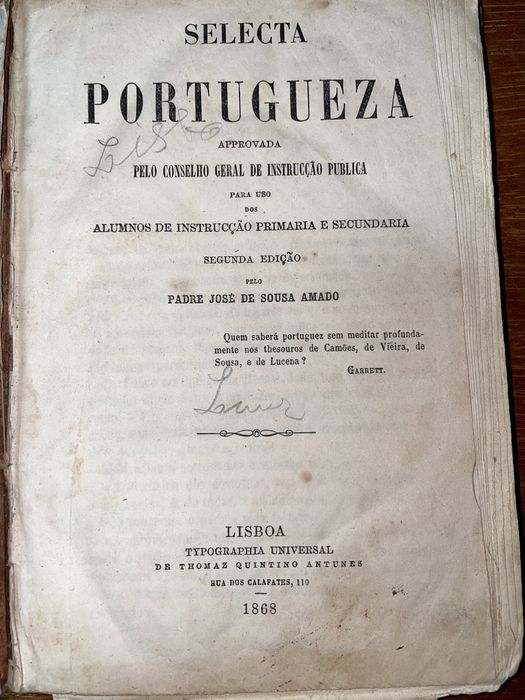 SELECTA
PORTUGUEZA
APPROVADA
PELO CONSELHO GERAL DE INSTRUCÇÃO PUBLICA
PARA USO
DOS
ALUMNOS DE INSTRUCÇÃO PRIMARIA E SECUNDARIA
SEGUNDA EDIÇÃO
PELO
PADRE JOSÉ DE SOUSA AMADO
Quem saberá portuguez sem meditar profunda-
mente nos thesouros de Camões, de Vieira, de
Sousa, e de Lucena?
GARRETT.
LISBOA
TYPOGRAPHIA UNIVERSAL
DE THOMAZ QUINTINO ANTUNES
RUA DOS CALAFATES, 110
1868